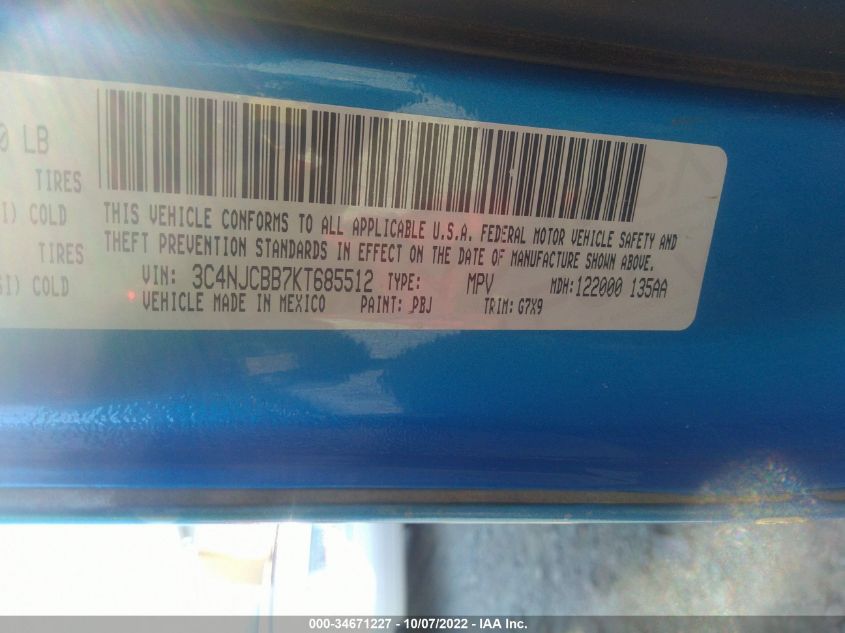 0 LB
TIRES
I) COLD
TIRES
SI) COLD
THIS VEHICLE CONFORMS TO ALL APPLICABLE U.S.A. FEDERAL MOTOR VEHICLE SAFETY AND
THEFT PREVENTION STANDARDS IN EFFECT ON THE DATE OF MANUFACTURE SHOWN ABOVE.
VIN: 3C4NJCBB7KT685512 TYPE: MPV MDH:122000 135AA
VEHICLE MADE IN MEXICO PAINT: PBJ TRIM: G7X9
000-34671227 - 10/07/2022 - IAA Inc.